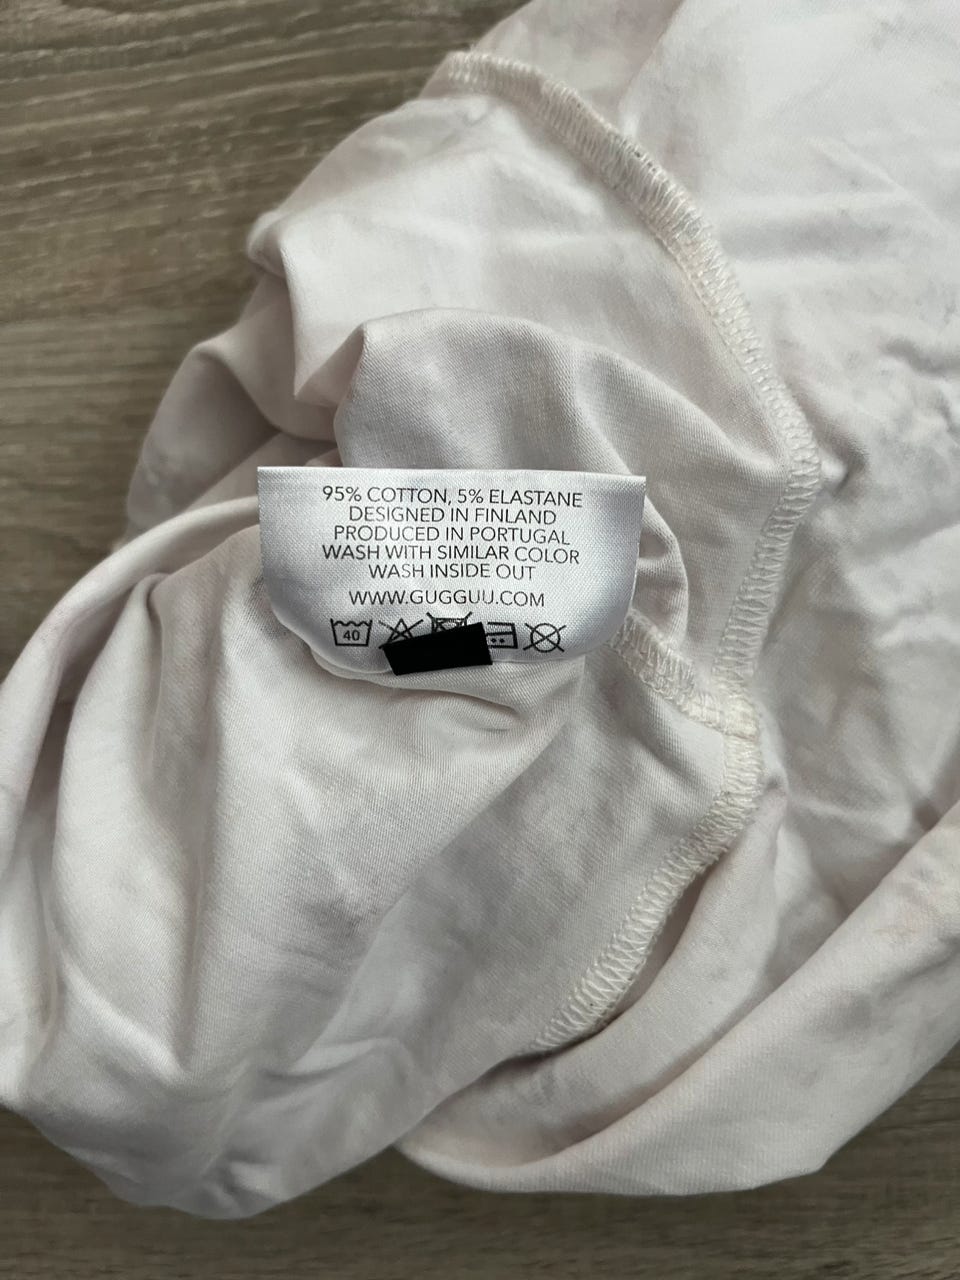 95% COTTON, 5% ELASTANE
DESIGNED IN FINLAND
PRODUCED IN PORTUGAL
WASH WITH SIMILAR COLOR
WASH INSIDE OUT
WWW.GUGGUU.COM
40